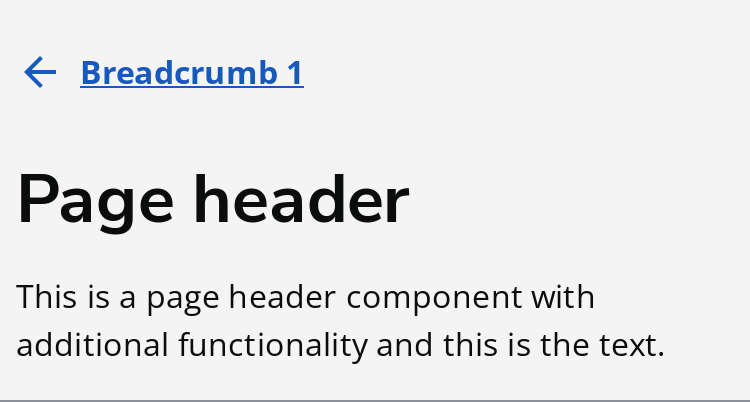 Breadcrumb 1
Page header
This is a page header component with
additional functionality and this is the text.